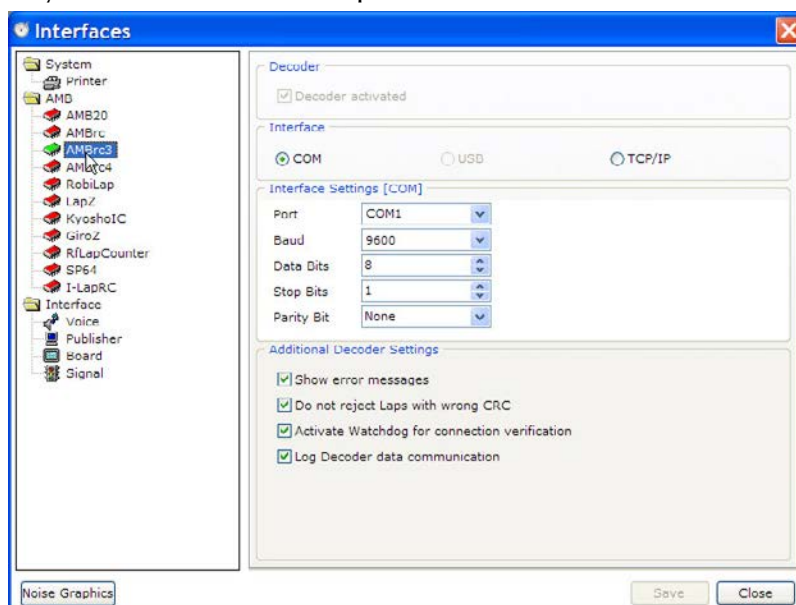 Interfaces
System
Printer
AMB
AMB20
AMBrc
AMBrc3
AMBrc4
RobiLap
LapZ
KyoshoIC
GiroZ
RfLapCounter
SP64
I-LapRC
Interface
Voice
Publisher
Board
Signal
Decoder
Decoder activated
Interface
COM USB TCP/IP
Interface Settings [COM]
Port COM1
Baud 9600
Data Bits 8
Stop Bits 1
Parity Bit None
Additional Decoder Settings
Show error messages
Do not reject Laps with wrong CRC
Activate Watchdog for connection verification
Log Decoder data communication
Noise Graphics Save Close